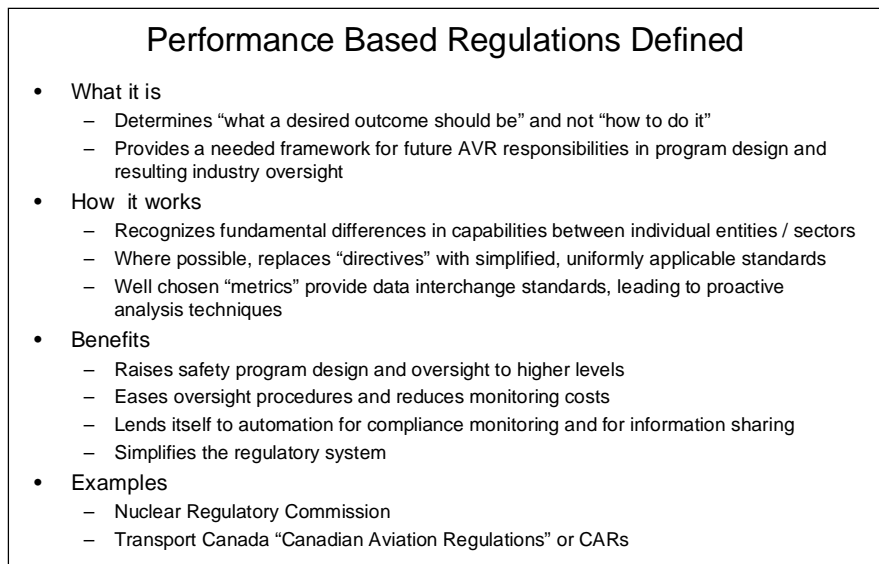 Performance Based Regulations Defined
• What it is
– Determines “what a desired outcome should be” and not “how to do it”
– Provides a needed framework for future AVR responsibilities in program design and
resulting industry oversight
• How  it works
– Recognizes fundamental differences in capabilities between individual entities / sectors
– Where possible, replaces “directives” with simplified, uniformly applicable standards
– Well chosen “metrics” provide data interchange standards, leading to proactive
analysis techniques
• Benefits
– Raises safety program design and oversight to higher levels
– Eases oversight procedures and reduces monitoring costs
– Lends itself to automation for compliance monitoring and for information sharing
– Simplifies the regulatory system
• Examples
– Nuclear Regulatory Commission
– Transport Canada “Canadian Aviation Regulations” or CARs